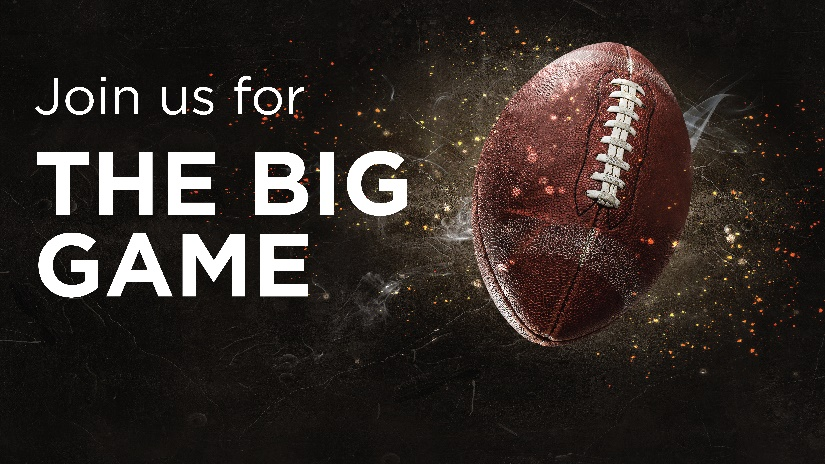 Join us for
THE BIG
GAME